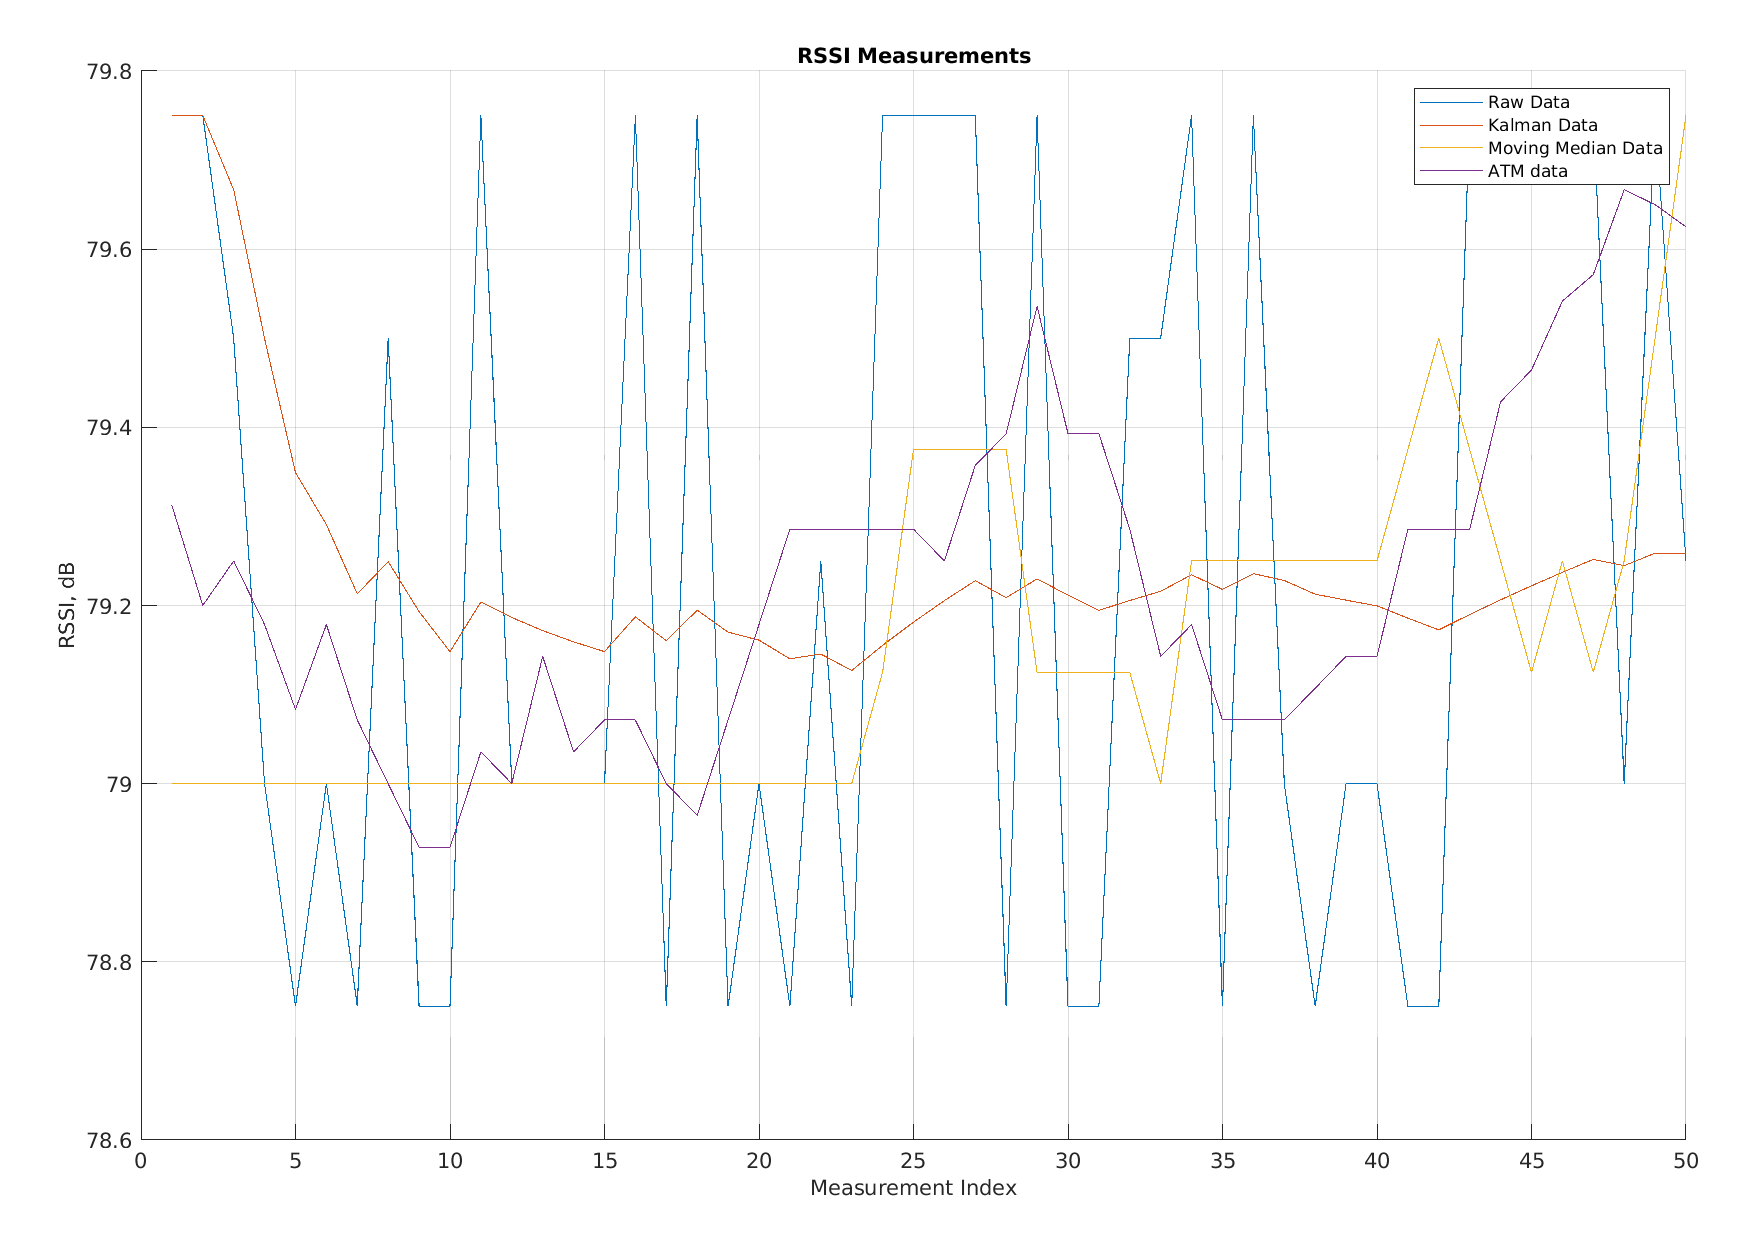 RSSI Measurements
79.8
79.6
79.4
79.2
79
78.8
78.6
RSSI, dB
Raw Data
Kalman Data
Moving Median Data
ATM data
0 5 10 15 20 25 30 35 40 45 50
Measurement Index